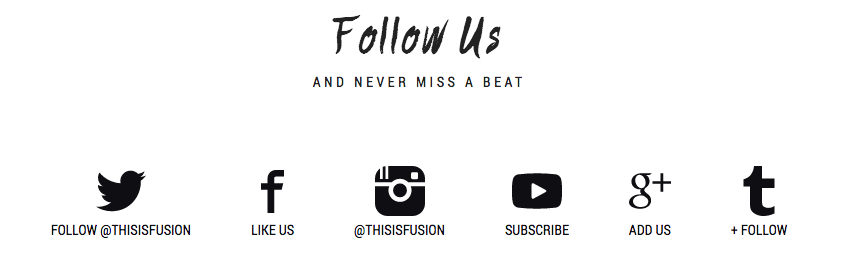 Follow Us
AND NEVER MISS A BEAT
FOLLOW @THISISFUSION
LIKE US
@THISISFUSION
SUBSCRIBE
g+
ADD US
t
+ FOLLOW